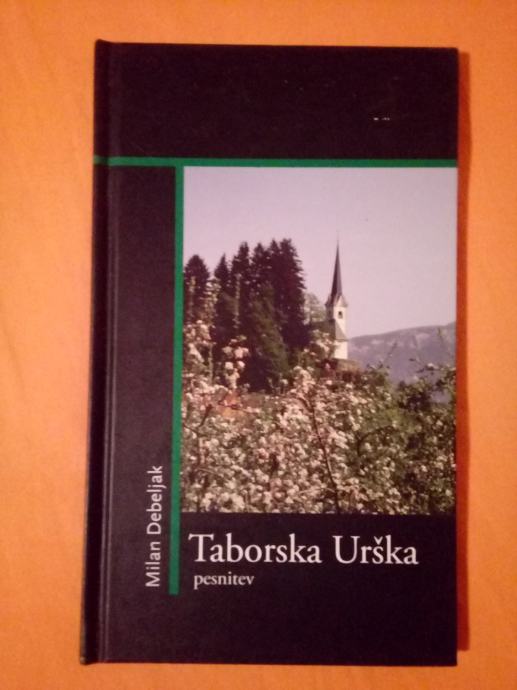 Milan Debeljak
Taborska Urška
pesnitev